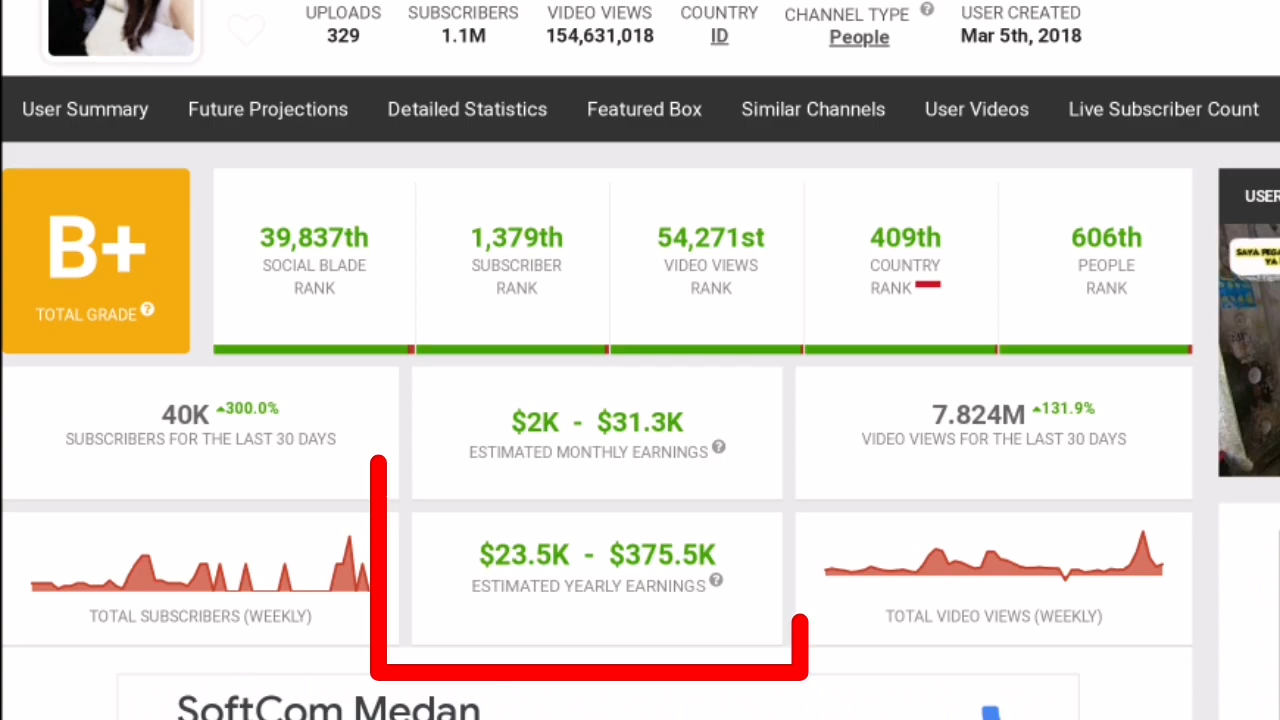 UPLOADS SUBSCRIBERS VIDEO VIEWS COUNTRY CHANNEL TYPE ? USER CREATED
329 1.1M 154,631,018 ID People Mar 5th, 2018
User Summary Future Projections Detailed Statistics Featured Box Similar Channels User Videos Live Subscriber Count
B+
TOTAL GRADE ?
39,837th 1,379th 54,271st 409th 606th
SOCIAL BLADE SUBSCRIBER VIDEO VIEWS COUNTRY PEOPLE
RANK RANK RANK RANK RANK
USER
SAYA
YA
40K 300.0%
SUBSCRIBERS FOR THE LAST 30 DAYS
$2K - $31.3K
ESTIMATED MONTHLY EARNINGS ?
7.824M 131.9%
VIDEO VIEWS FOR THE LAST 30 DAYS
TOTAL SUBSCRIBERS (WEEKLY)
$23.5K - $375.5K
ESTIMATED YEARLY EARNINGS ?
TOTAL VIDEO VIEWS (WEEKLY)
SoftCom Medan